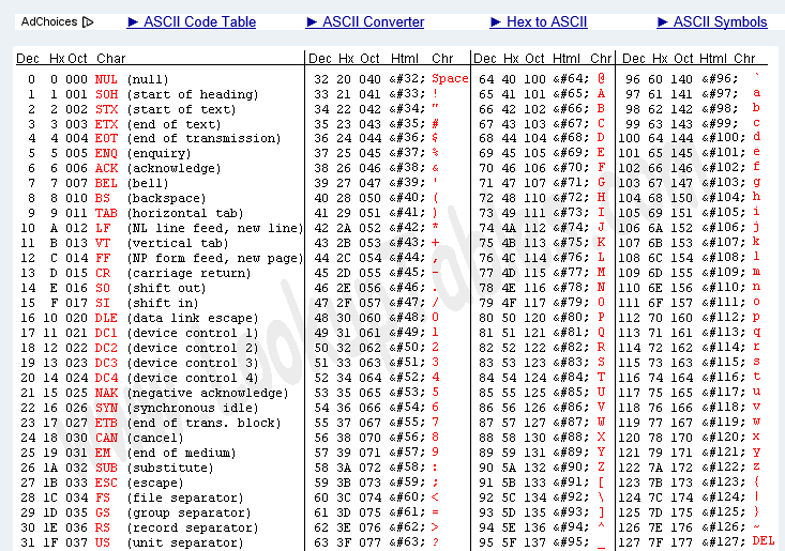 AdChoices ▷ ► ASCII Code Table ► ASCII Converter ► Hex to ASCII ► ASCII Symbols
Dec Hx Oct Char Dec Hx Oct Html Chr Dec Hx Oct Html Chr Dec Hx Oct Html Chr
0 0 000 NUL (null) 32 20 040 &#32; Space 64 40 100 &#64; @ 96 60 140 &#96; `
1 1 001 SOH (start of heading) 33 21 041 &#33; ! 65 41 101 &#65; A 97 61 141 &#97; a
2 2 002 STX (start of text) 34 22 042 &#34; " 66 42 102 &#66; B 98 62 142 &#98; b
3 3 003 ETX (end of text) 35 23 043 &#35; # 67 43 103 &#67; C 99 63 143 &#99; c
4 4 004 EOT (end of transmission) 36 24 044 &#36; $ 68 44 104 &#68; D 100 64 144 &#100; d
5 5 005 ENQ (enquiry) 37 25 045 &#37; % 69 45 105 &#69; E 101 65 145 &#101; e
6 6 006 ACK (acknowledge) 38 26 046 &#38; & 70 46 106 &#70; F 102 66 146 &#102; f
7 7 007 BEL (bell) 39 27 047 &#39; ' 71 47 107 &#71; G 103 67 147 &#103; g
8 8 010 BS (backspace) 40 28 050 &#40; ( 72 48 110 &#72; H 104 68 150 &#104; h
9 9 011 TAB (horizontal tab) 41 29 051 &#41; ) 73 49 111 &#73; I 105 69 151 &#105; i
10 A 012 LF (NL line feed, new line) 42 2A 052 &#42; * 74 4A 112 &#74; J 106 6A 152 &#106; j
11 B 013 VT (vertical tab) 43 2B 053 &#43; + 75 4B 113 &#75; K 107 6B 153 &#107; k
12 C 014 FF (NP form feed, new page) 44 2C 054 &#44; , 76 4C 114 &#76; L 108 6C 154 &#108; l
13 D 015 CR (carriage return) 45 2D 055 &#45; - 77 4D 115 &#77; M 109 6D 155 &#109; m
14 E 016 SO (shift out) 46 2E 056 &#46; . 78 4E 116 &#78; N 110 6E 156 &#110; n
15 F 017 SI (shift in) 47 2F 057 &#47; / 79 4F 117 &#79; O 111 6F 157 &#111; o
16 10 020 DLE (data link escape) 48 30 060 &#48; 0 80 50 120 &#80; P 112 70 160 &#112; p
17 11 021 DC1 (device control 1) 49 31 061 &#49; 1 81 51 121 &#81; Q 113 71 161 &#113; q
18 12 022 DC2 (device control 2) 50 32 062 &#50; 2 82 52 122 &#82; R 114 72 162 &#114; r
19 13 023 DC3 (device control 3) 51 33 063 &#51; 3 83 53 123 &#83; S 115 73 163 &#115; s
20 14 024 DC4 (device control 4) 52 34 064 &#52; 4 84 54 124 &#84; T 116 74 164 &#116; t
21 15 025 NAK (negative acknowledge) 53 35 065 &#53; 5 85 55 125 &#85; U 117 75 165 &#117; u
22 16 026 SYN (synchronous idle) 54 36 066 &#54; 6 86 56 126 &#86; V 118 76 166 &#118; v
23 17 027 ETB (end of trans. block) 55 37 067 &#55; 7 87 57 127 &#87; W 119 77 167 &#119; w
24 18 030 CAN (cancel) 56 38 070 &#56; 8 88 58 130 &#88; X 120 78 170 &#120; x
25 19 031 EM (end of medium) 57 39 071 &#57; 9 89 59 131 &#89; Y 121 79 171 &#121; y
26 1A 032 SUB (substitute) 58 3A 072 &#58; : 90 5A 132 &#90; Z 122 7A 172 &#122; z
27 1B 033 ESC (escape) 59 3B 073 &#59; ; 91 5B 133 &#91; [ 123 7B 173 &#123; {
28 1C 034 FS (file separator) 60 3C 074 &#60; < 92 5C 134 &#92; \ 124 7C 174 &#124; |
29 1D 035 GS (group separator) 61 3D 075 &#61; = 93 5D 135 &#93; ] 125 7D 175 &#125; }
30 1E 036 RS (record separator) 62 3E 076 &#62; > 94 5E 136 &#94; ^ 126 7E 176 &#126; ~
31 1F 037 US (unit separator) 63 3F 077 &#63; ? 95 5F 137 &#95; _ 127 7F 177 &#127; DEL